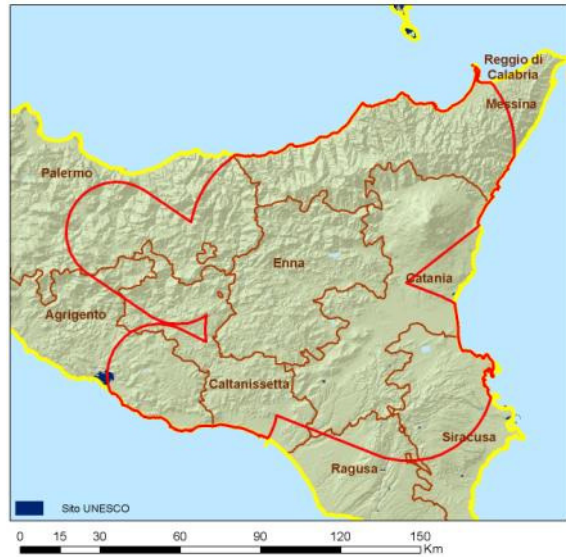 Reggio di
Calabria
Messina
Palermo
Enna
Catania
Agrigento
Caltanissetta
Siracusa
Ragusa
Sito UNESCO
0 15 30 60 90 120 150
Km